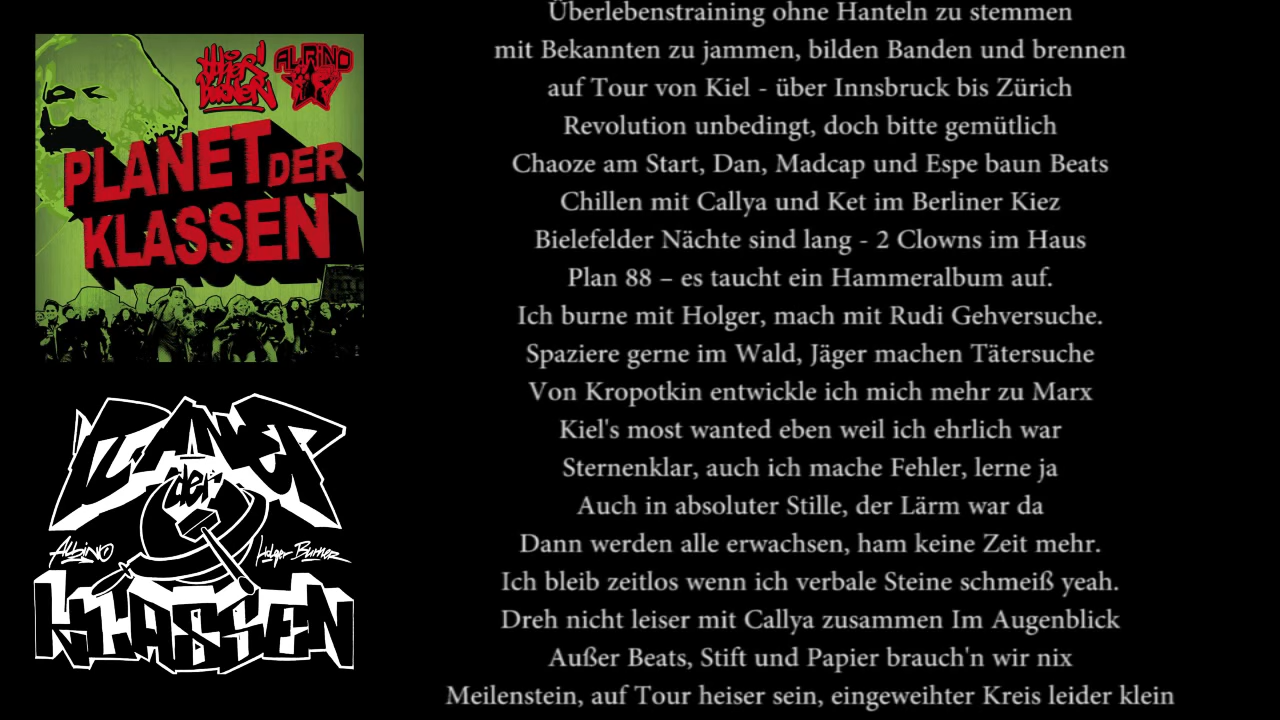 Holger
Burner
ALBINO
PLANET DER
KLASSEN
PLANET
der
Albino
Holger Burner
KLASSEN
Überlebenstraining ohne Hanteln zu stemmen
mit Bekannten zu jammen, bilden Banden und brennen
auf Tour von Kiel - über Innsbruck bis Zürich
Revolution unbedingt, doch bitte gemütlich
Chaoze am Start, Dan, Madcap und Espe baun Beats
Chillen mit Callya und Ket im Berliner Kiez
Bielefelder Nächte sind lang - 2 Clowns im Haus
Plan 88 – es taucht ein Hammeralbum auf.
Ich burne mit Holger, mach mit Rudi Gehversuche.
Spaziere gerne im Wald, Jäger machen Tätersuche
Von Kropotkin entwickle ich mich mehr zu Marx
Kiel's most wanted eben weil ich ehrlich war
Sternenklar, auch ich mache Fehler, lerne ja
Auch in absoluter Stille, der Lärm war da
Dann werden alle erwachsen, ham keine Zeit mehr.
Ich bleib zeitlos wenn ich verbale Steine schmeiß yeah.
Dreh nicht leiser mit Callya zusammen Im Augenblick
Außer Beats, Stift und Papier brauch'n wir nix
Meilenstein, auf Tour heiser sein, eingeweihter Kreis leider klein